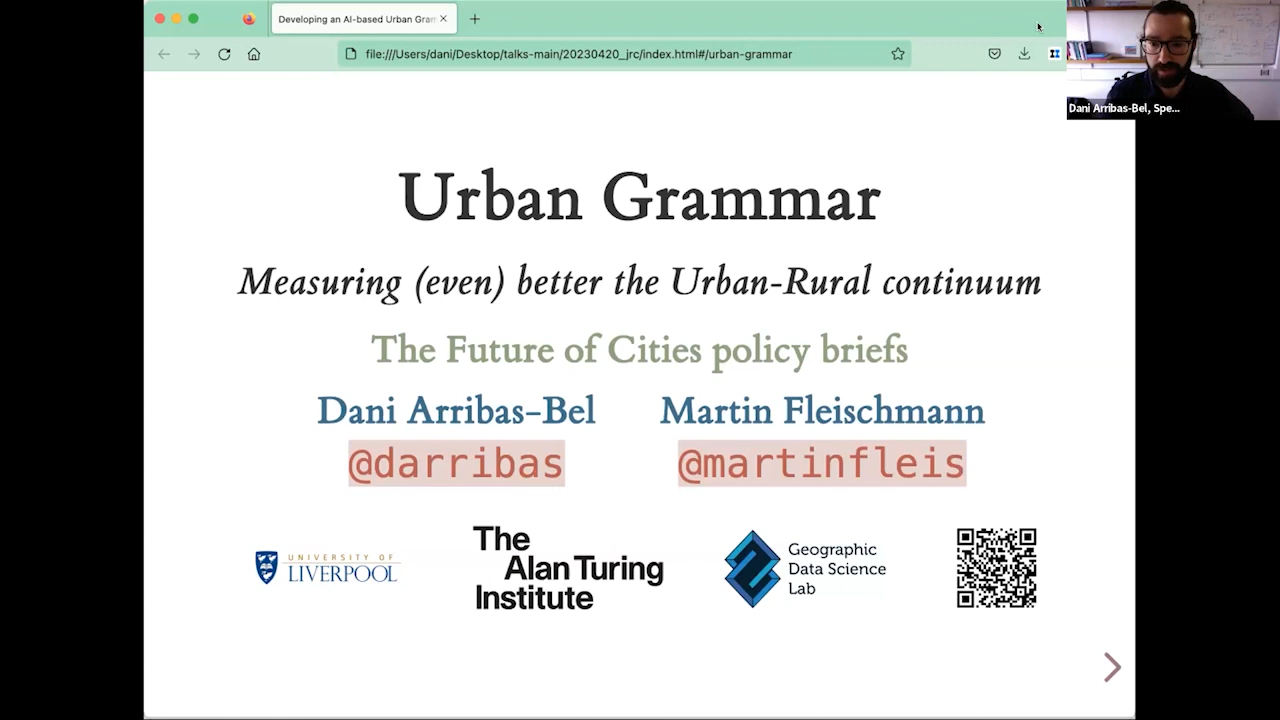 Developing an AI-based Urban Gram
file:///Users/dani/Desktop/talks-main/20230420_jrc/index.html#/urban-grammar
Dani Arribas-Bel, Spe...
Urban Grammar
Measuring (even) better the Urban-Rural continuum
The Future of Cities policy briefs
Dani Arribas-Bel
Martin Fleischmann
@darribas
@martinfleis
UNIVERSITY OF
LIVERPOOL
The
Alan Turing
Institute
Geographic
Data Science
Lab